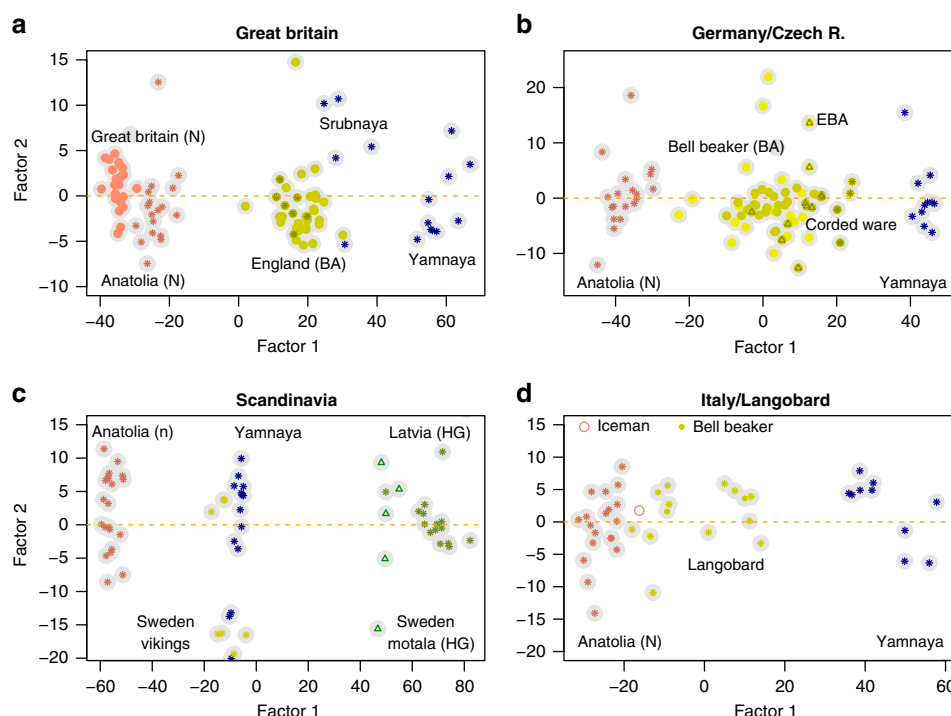 a
Great britain
15
10
5
0
−5
−10
Factor 2
Great britain (N)
Srubnaya
Anatolia (N)
England (BA)
Yamnaya
−40
−20
0
20
40
60
Factor 1
b
Germany/Czech R.
20
10
0
−10
EBA
Bell beaker (BA)
Corded ware
Anatolia (N)
Yamnaya
−40
−20
0
20
40
Factor 1
c
Scandinavia
15
10
5
0
−5
−10
−15
−20
Factor 2
Anatolia (n)
Yamnaya
Latvia (HG)
Sweden
vikings
Sweden
motala (HG)
−60
−40
−20
0
20
40
60
80
Factor 1
d
Italy/Langobard
15
10
5
0
−5
−10
−15
−20
Iceman
Bell beaker
Langobard
Anatolia (N)
Yamnaya
−20
0
20
40
60
Factor 1